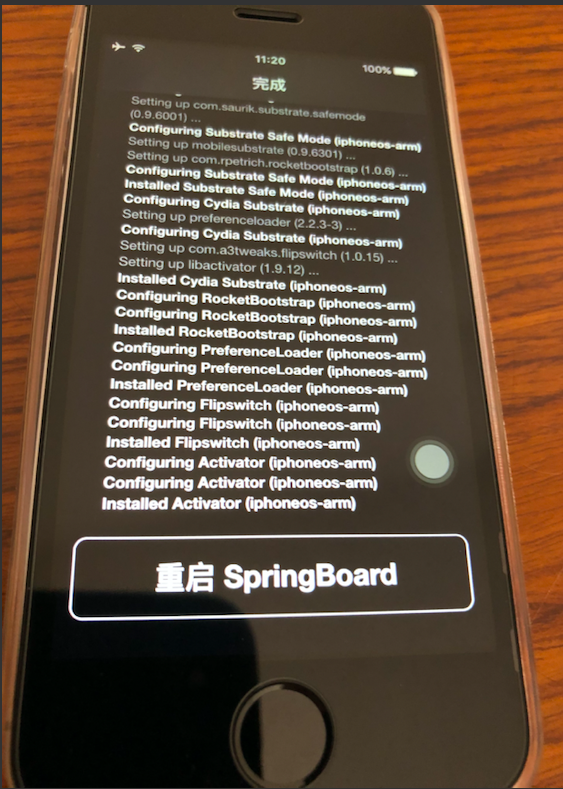 11:20
100%
完成
Setting up com.saurik.substrate.safemode
(0.9.6001) ...
Configuring Substrate Safe Mode (iphoneos-arm)
Setting up mobilesubstrate (0.9.6301) ...
Setting up com.rpetrich.rocketbootstrap (1.0.6) ...
Configuring Substrate Safe Mode (iphoneos-arm)
Installed Substrate Safe Mode (iphoneos-arm)
Configuring Cydia Substrate (iphoneos-arm)
Setting up preferenceloader (2.2.3-3) ...
Configuring Cydia Substrate (iphoneos-arm)
Setting up com.a3tweaks.flipswitch (1.0.15) ...
Setting up libactivator (1.9.12) ...
Installed Cydia Substrate (iphoneos-arm)
Configuring RocketBootstrap (iphoneos-arm)
Configuring RocketBootstrap (iphoneos-arm)
Installed RocketBootstrap (iphoneos-arm)
Configuring PreferenceLoader (iphoneos-arm)
Configuring PreferenceLoader (iphoneos-arm)
Installed PreferenceLoader (iphoneos-arm)
Configuring Flipswitch (iphoneos-arm)
Configuring Flipswitch (iphoneos-arm)
Installed Flipswitch (iphoneos-arm)
Configuring Activator (iphoneos-arm)
Configuring Activator (iphoneos-arm)
Installed Activator (iphoneos-arm)
重启 SpringBoard